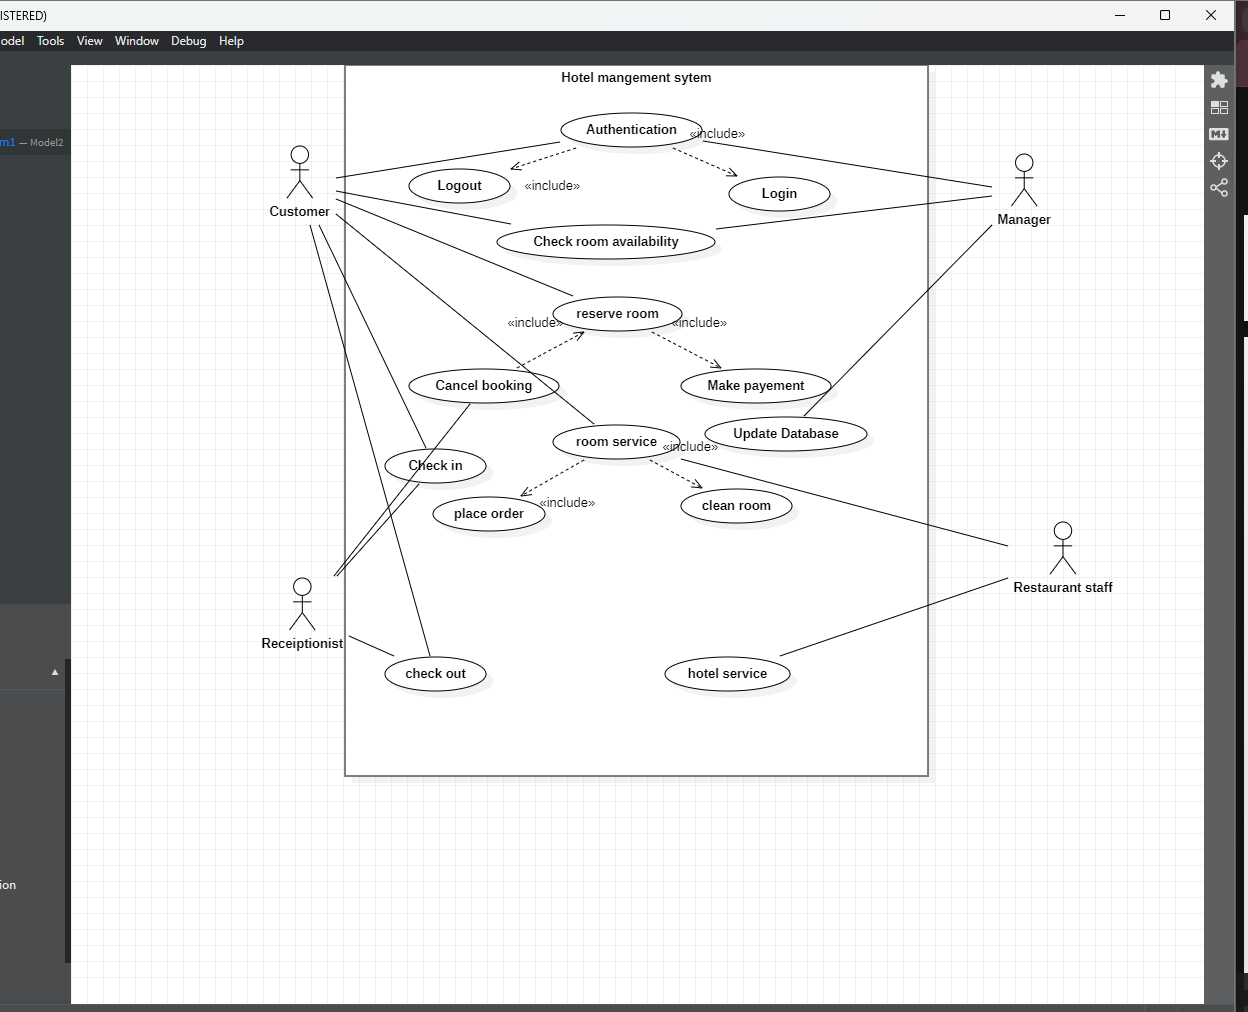 ISTERED)
odel Tools View Window Debug Help
m1 — Model2
Hotel mangement sytem
Authentication
«include»
Logout
«include»
Login
Customer
Manager
Check room availability
reserve room
«include»
«include»
Cancel booking
Make payement
room service
«include»
Update Database
Check in
place order
«include»
clean room
Restaurant staff
Receiptionist
check out
hotel service
ion